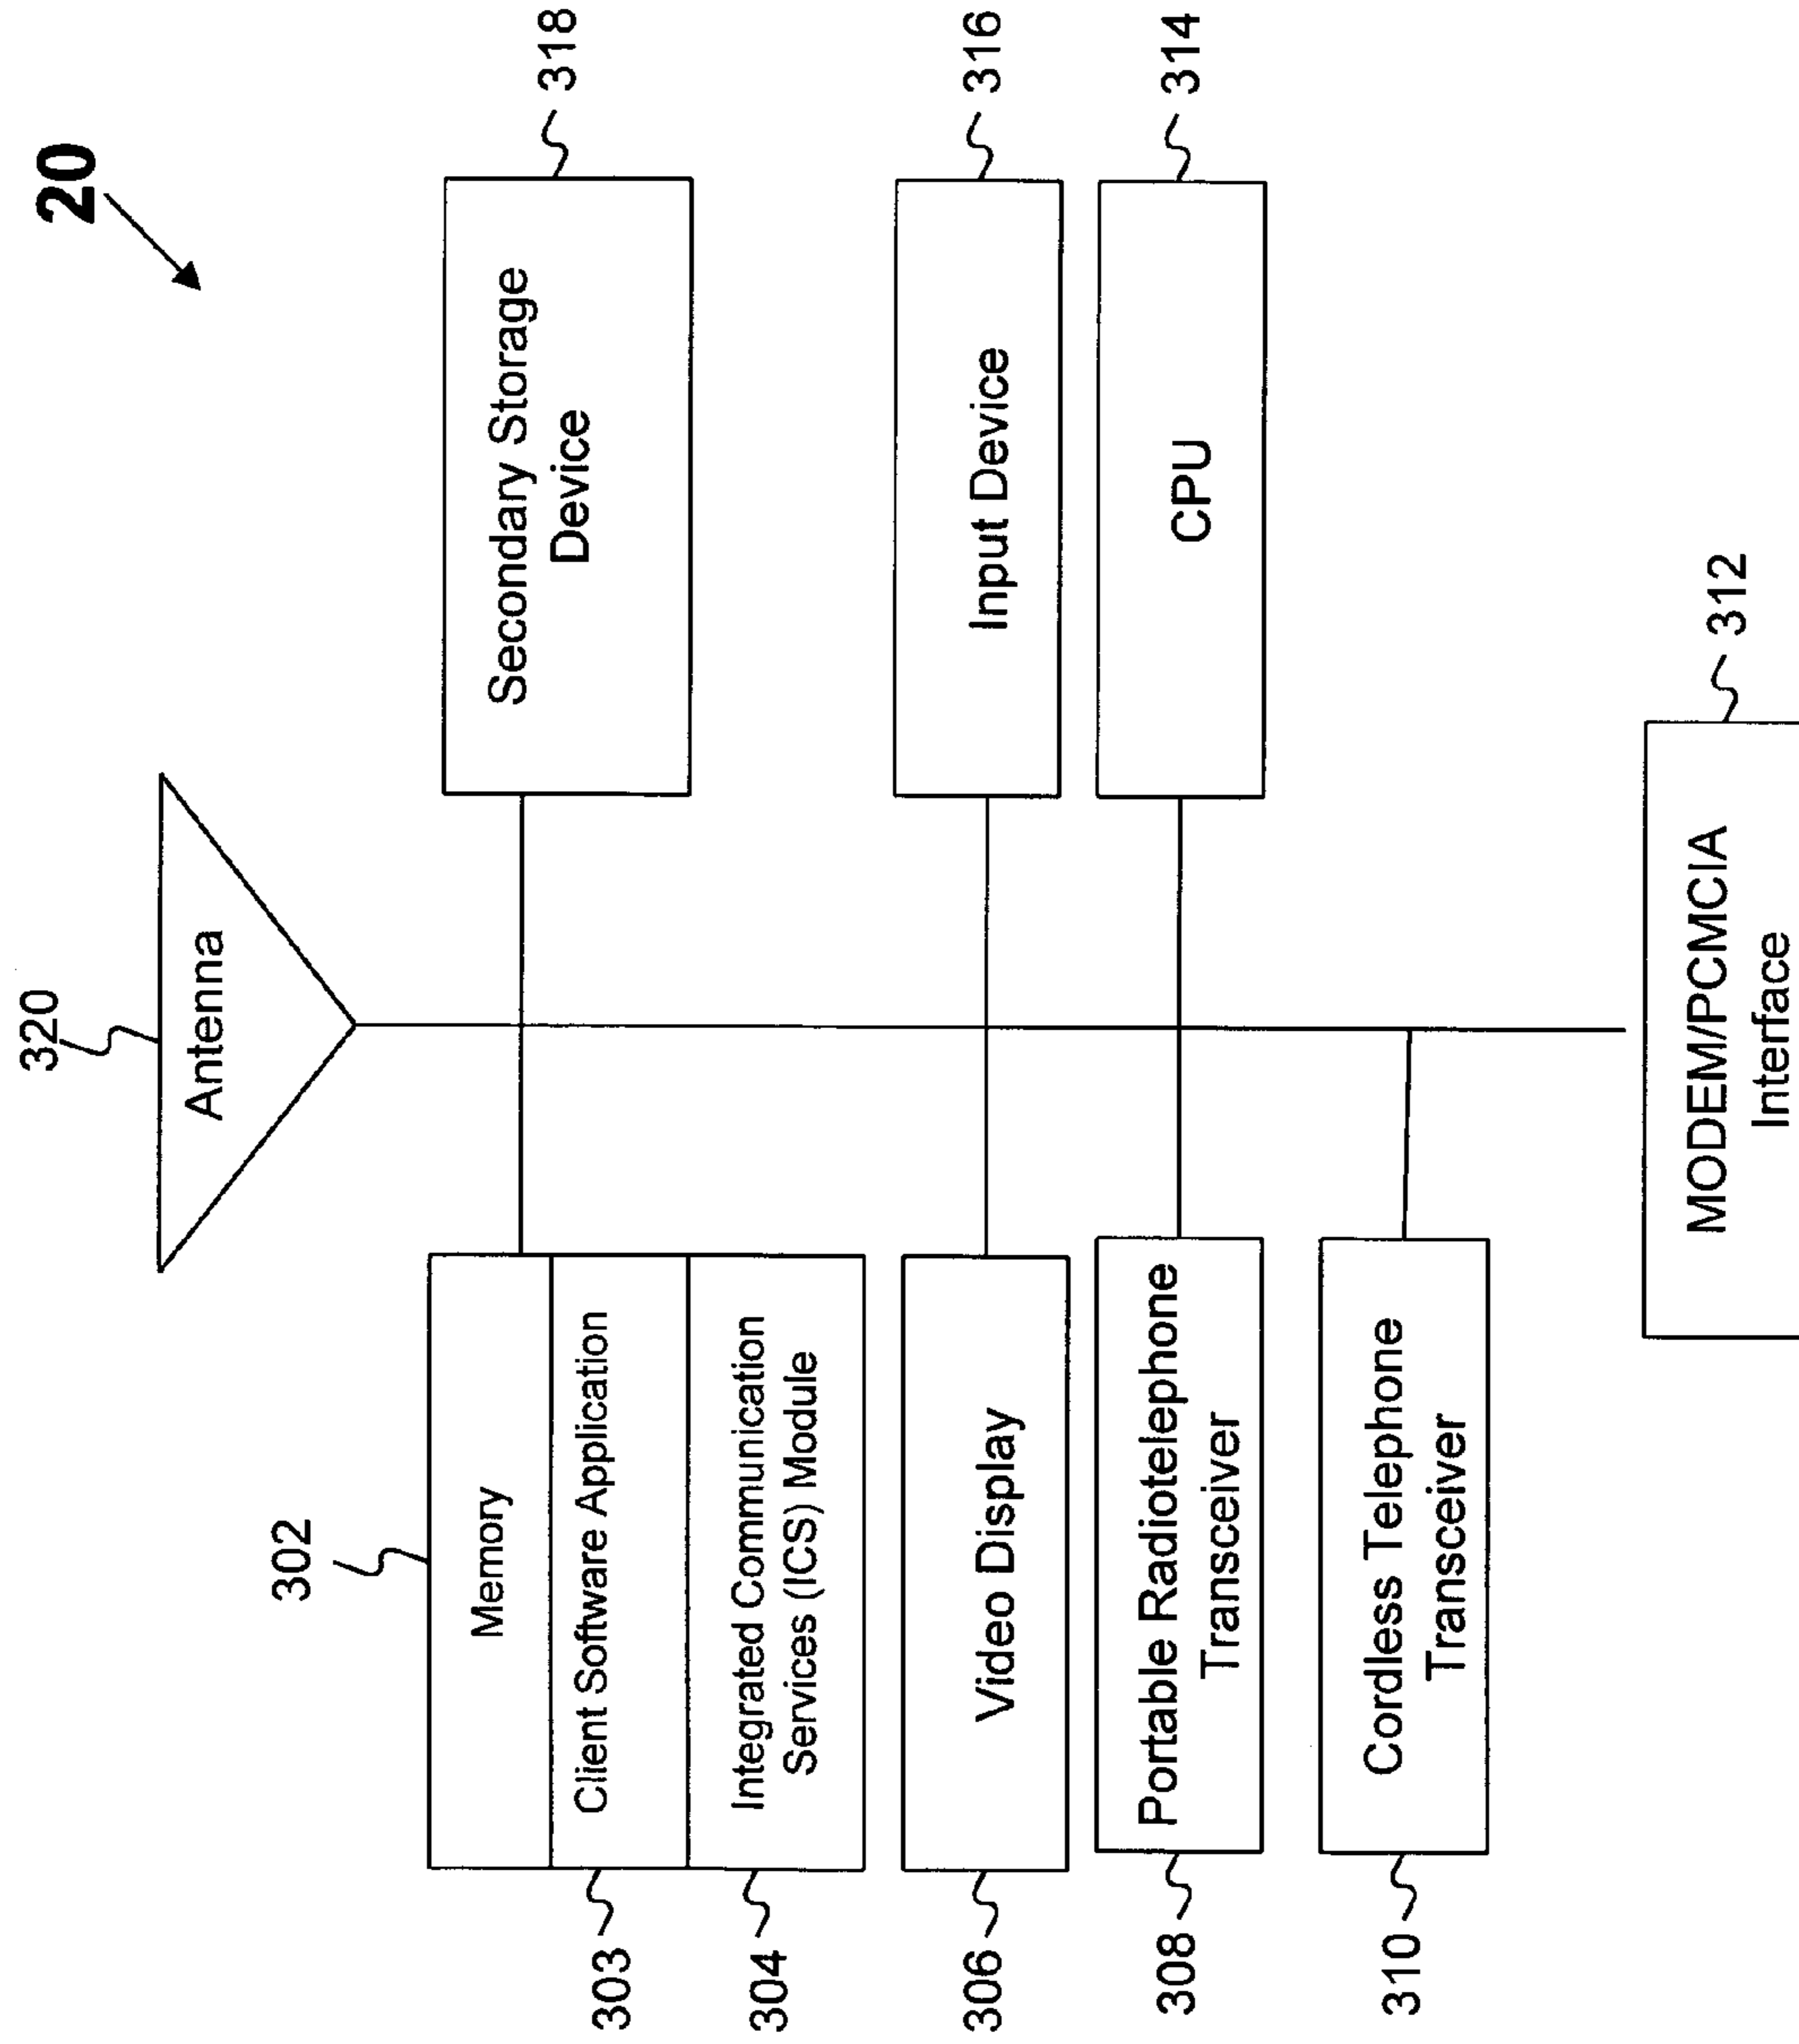 20
320
Antenna
302
Memory
303
Client Software Application
304
Integrated Communication
Services (ICS) Module
306
Video Display
308
Portable Radiotelephone
Transceiver
310
Cordless Telephone
Transceiver
318
Secondary Storage
Device
316
Input Device
314
CPU
312
MODEM/PCMCIA
Interface